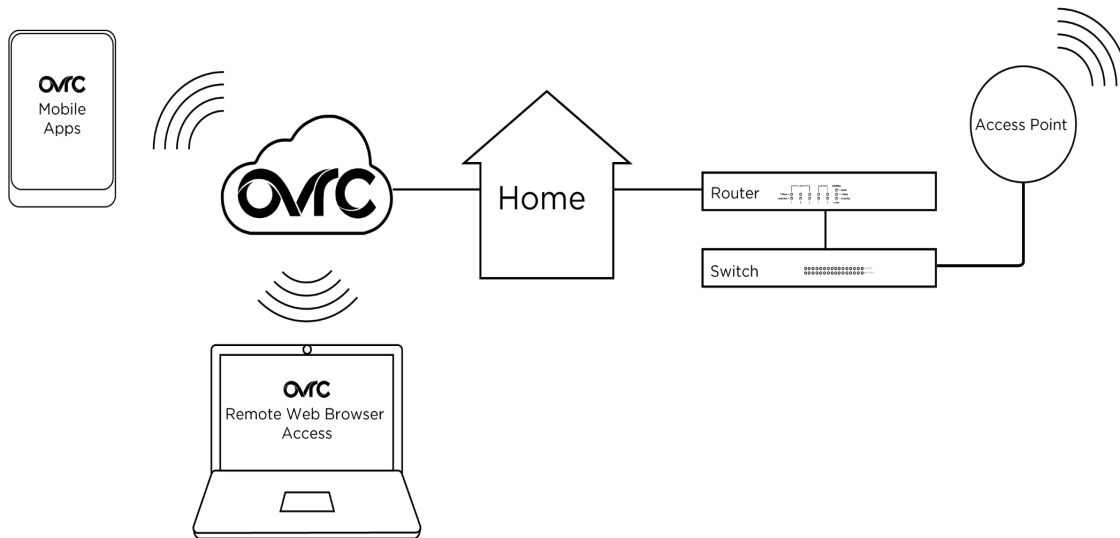 OvrC
Mobile
Apps
OvrC
Home
Router
Switch
Access Point
OvrC
Remote Web Browser
Access